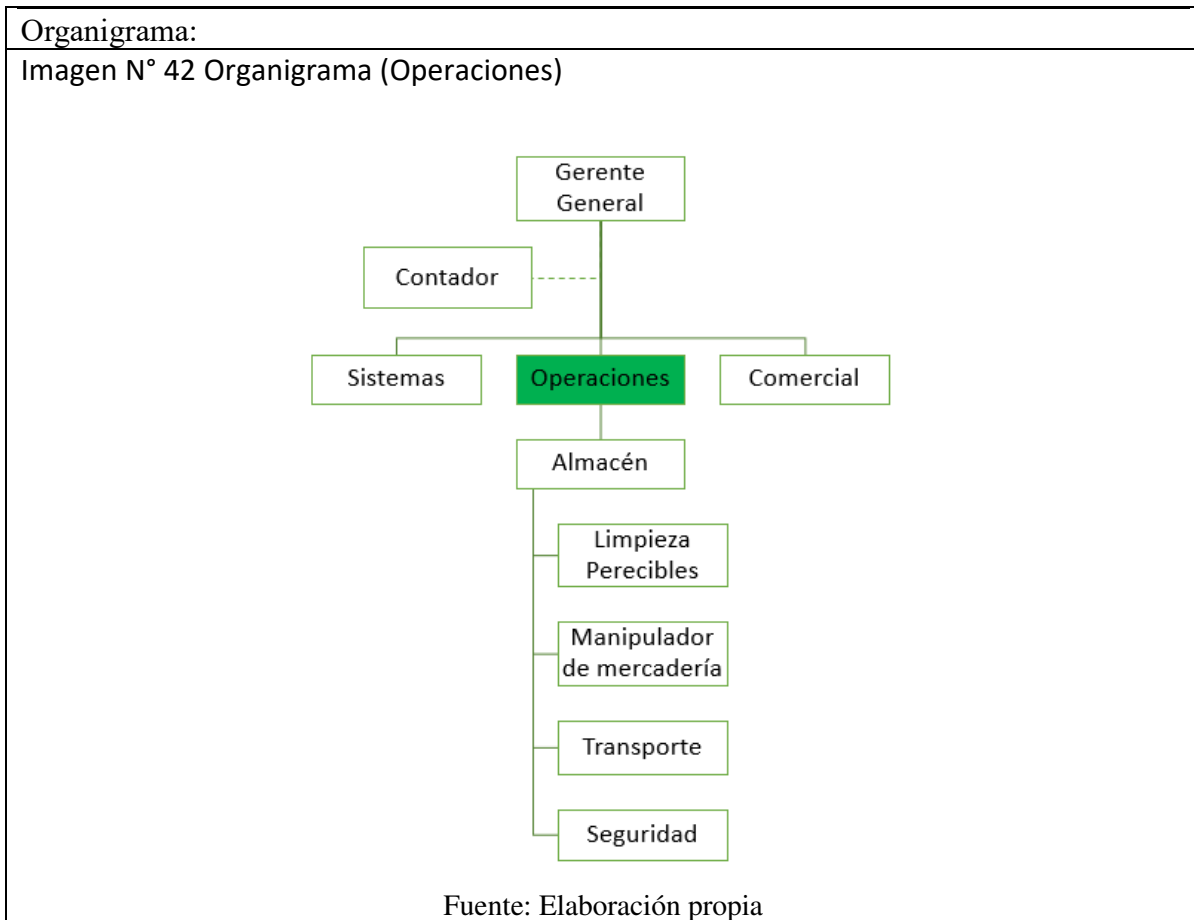 Organigrama:
Imagen N° 42 Organigrama (Operaciones)
Gerente
General
Contador
Sistemas
Operaciones
Comercial
Almacén
Limpieza
Perecibles
Manipulador
de mercadería
Transporte
Seguridad
Fuente: Elaboración propia